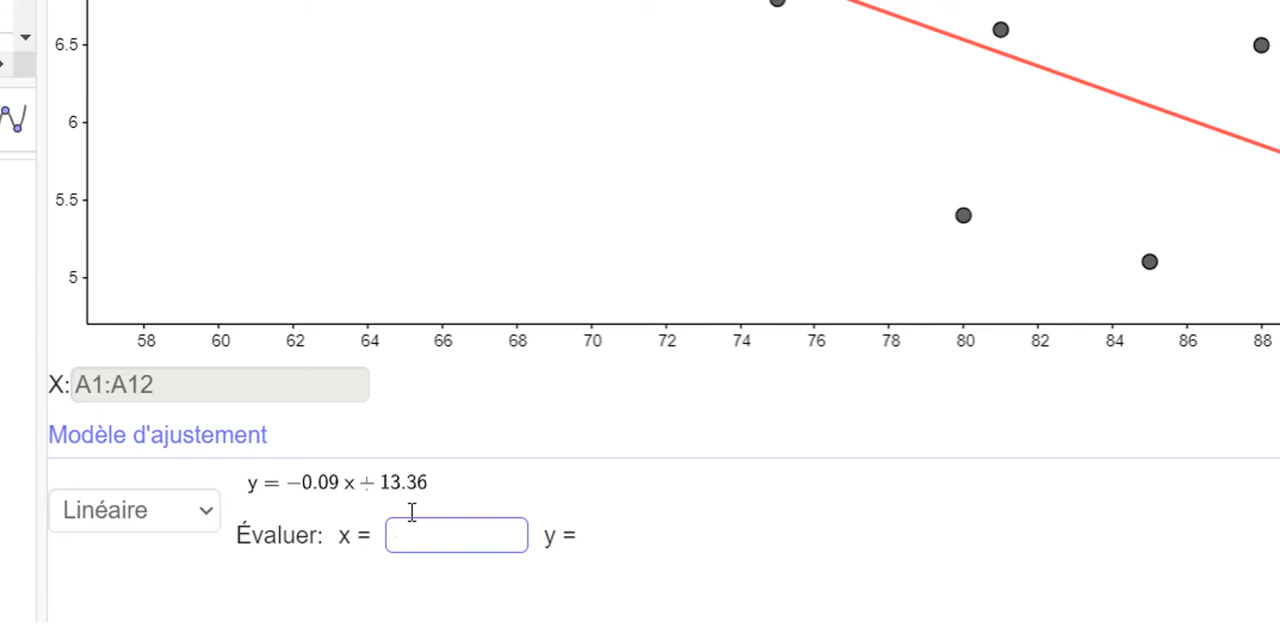 6.5
6
5.5
5
58 60 62 64 66 68 70 72 74 76 78 80 82 84 86 88
X: A1:A12
Modèle d'ajustement
y = −0.09 x + 13.36
Linéaire
Évaluer: x = y =